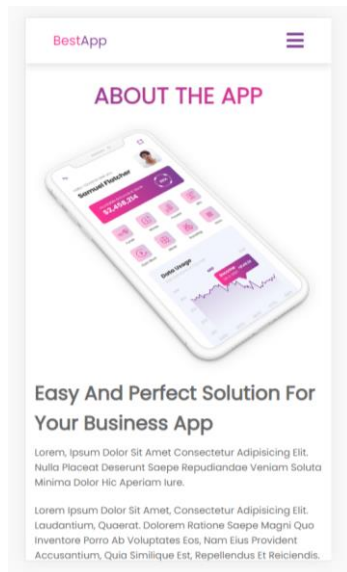 BestApp
ABOUT THE APP
Samuel Flatcher
$2,458,214
Data Usage
Easy And Perfect Solution For
Your Business App
Lorem, Ipsum Dolor Sit Amet Consectetur Adipisicing Elit.
Nulla Placeat Deserunt Saepe Repudiandae Veniam Soluta
Minima Dolor Hic Aperiam Iure.
Lorem Ipsum Dolor Sit Amet, Consectetur Adipisicing Elit.
Laudantium, Quaerat. Dolorem Ratione Saepe Magni Quo
Inventore Porro Ab Voluptates Eos, Nam Eius Provident
Accusantium, Quia Similique Est, Repellendus Et Reiciendis.